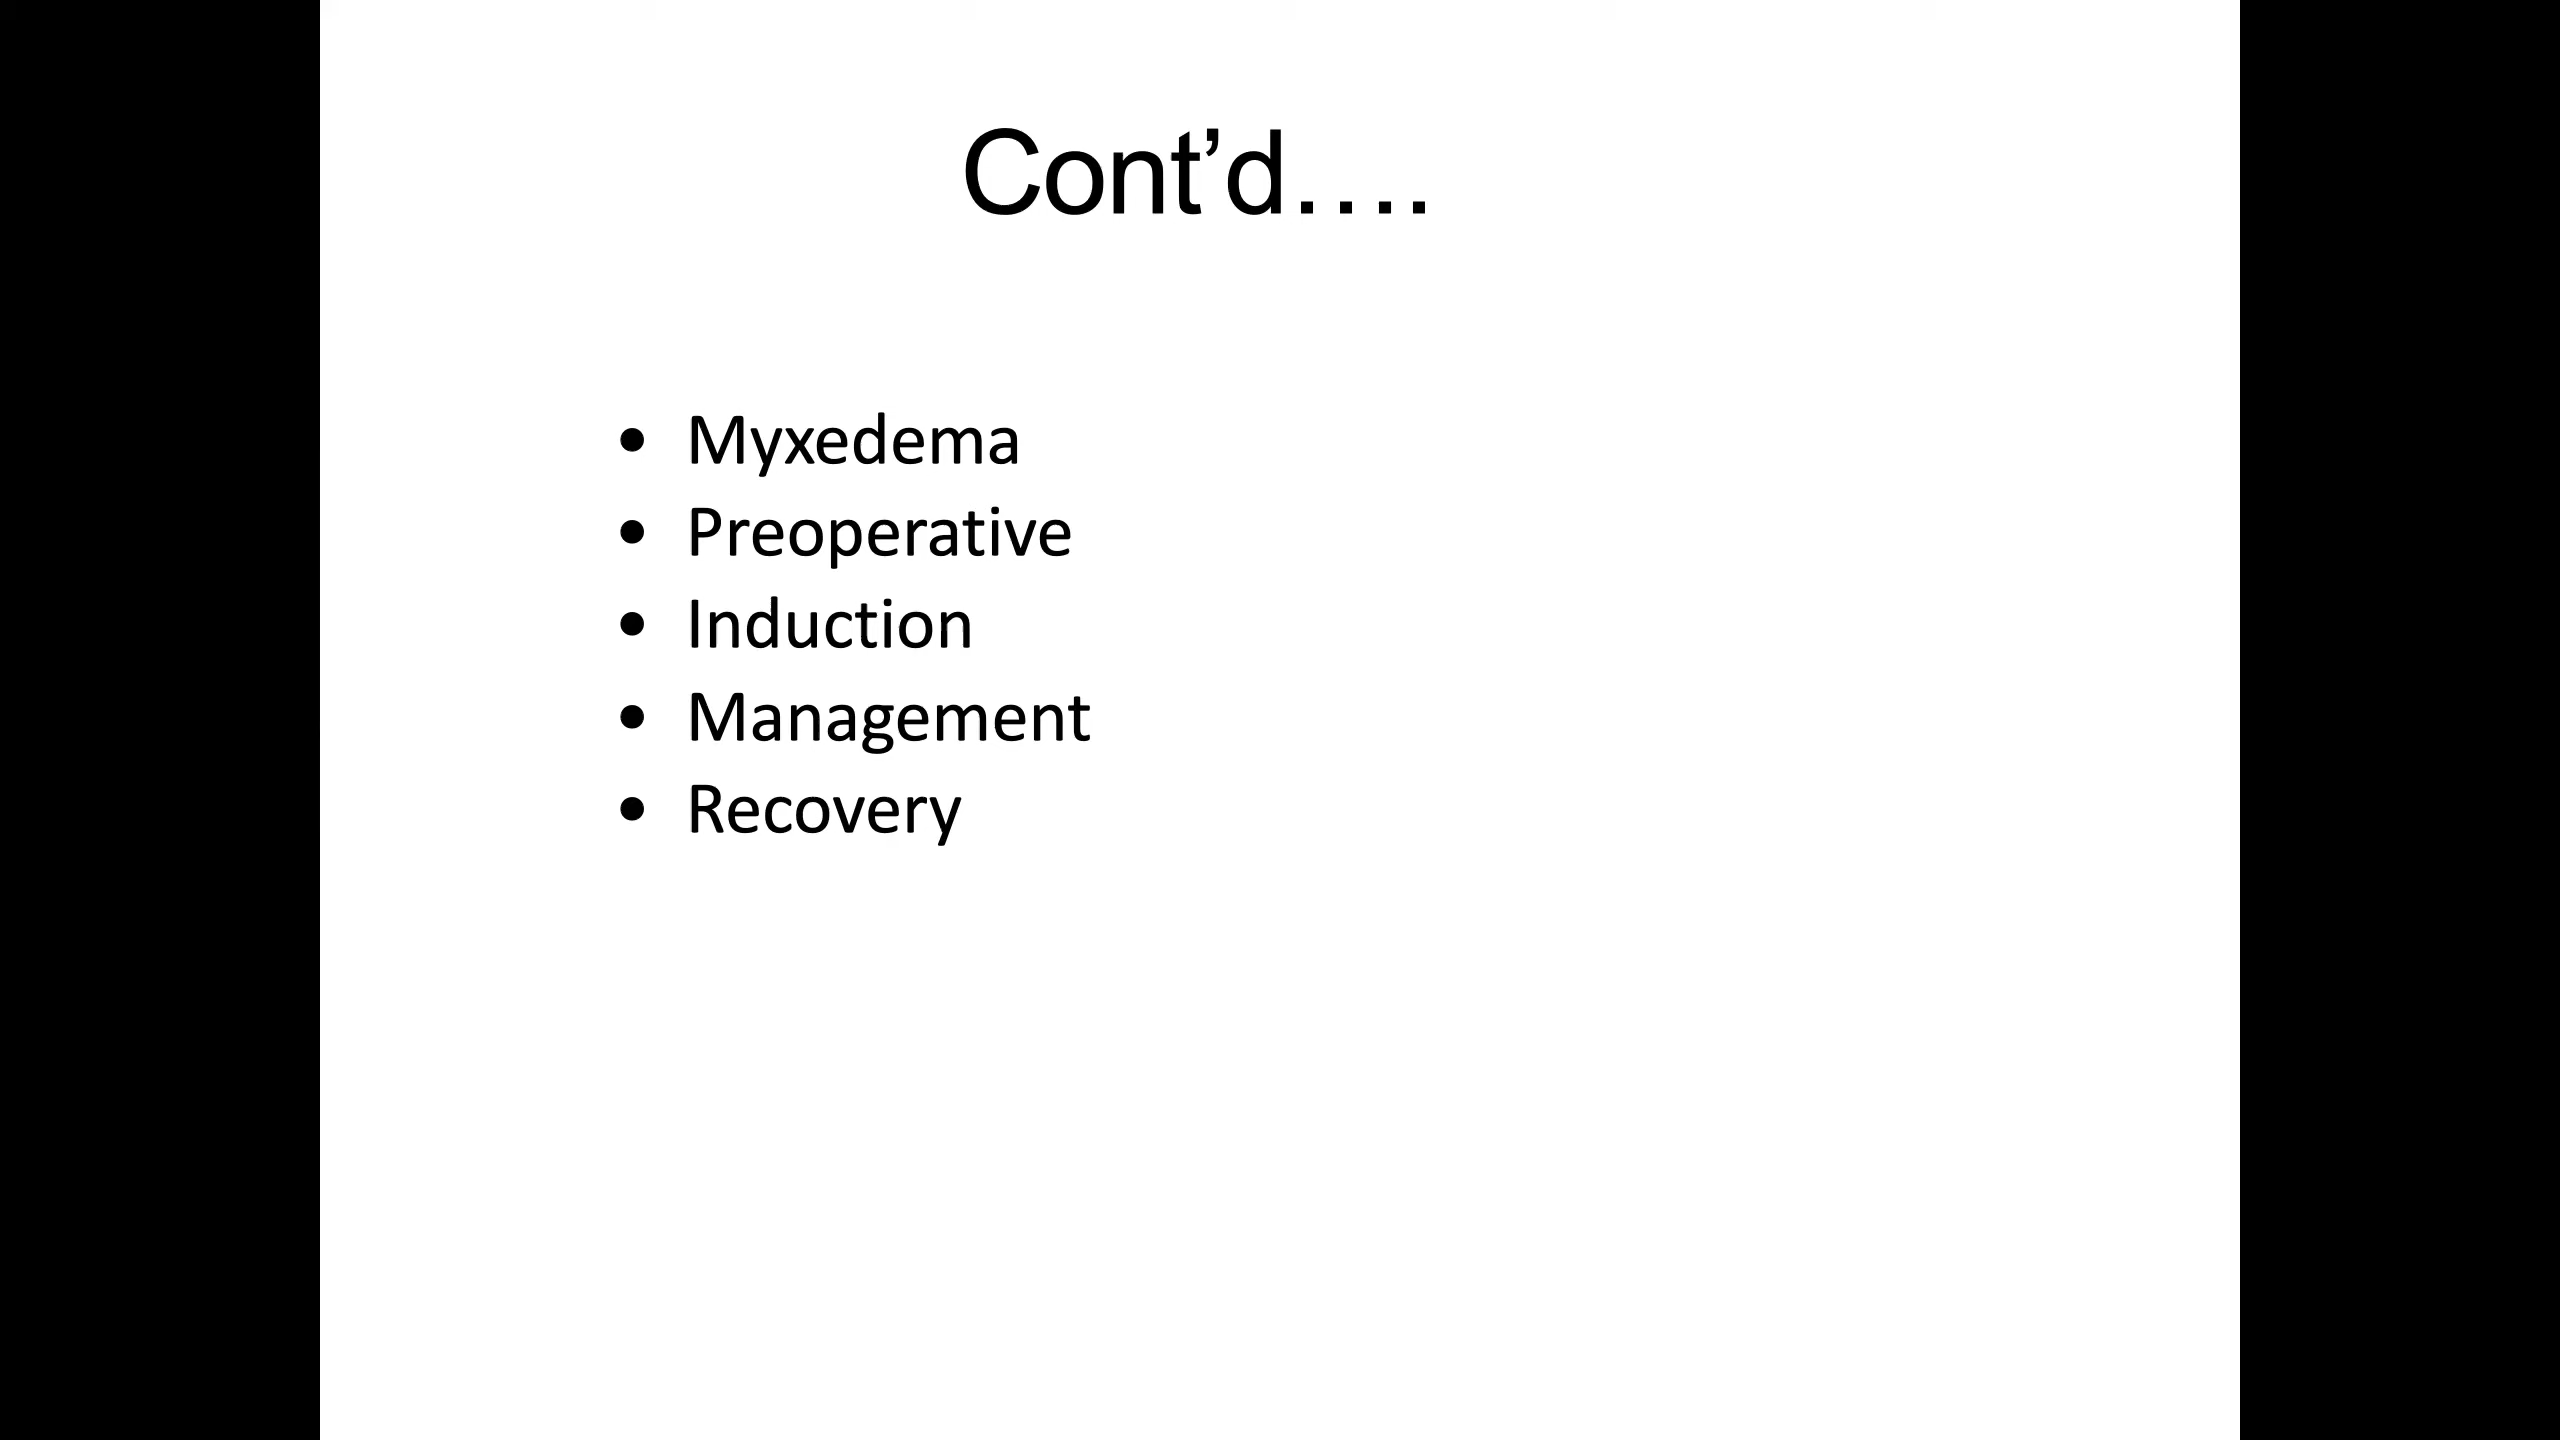 Cont’d….
• Myxedema
• Preoperative
• Induction
• Management
• Recovery